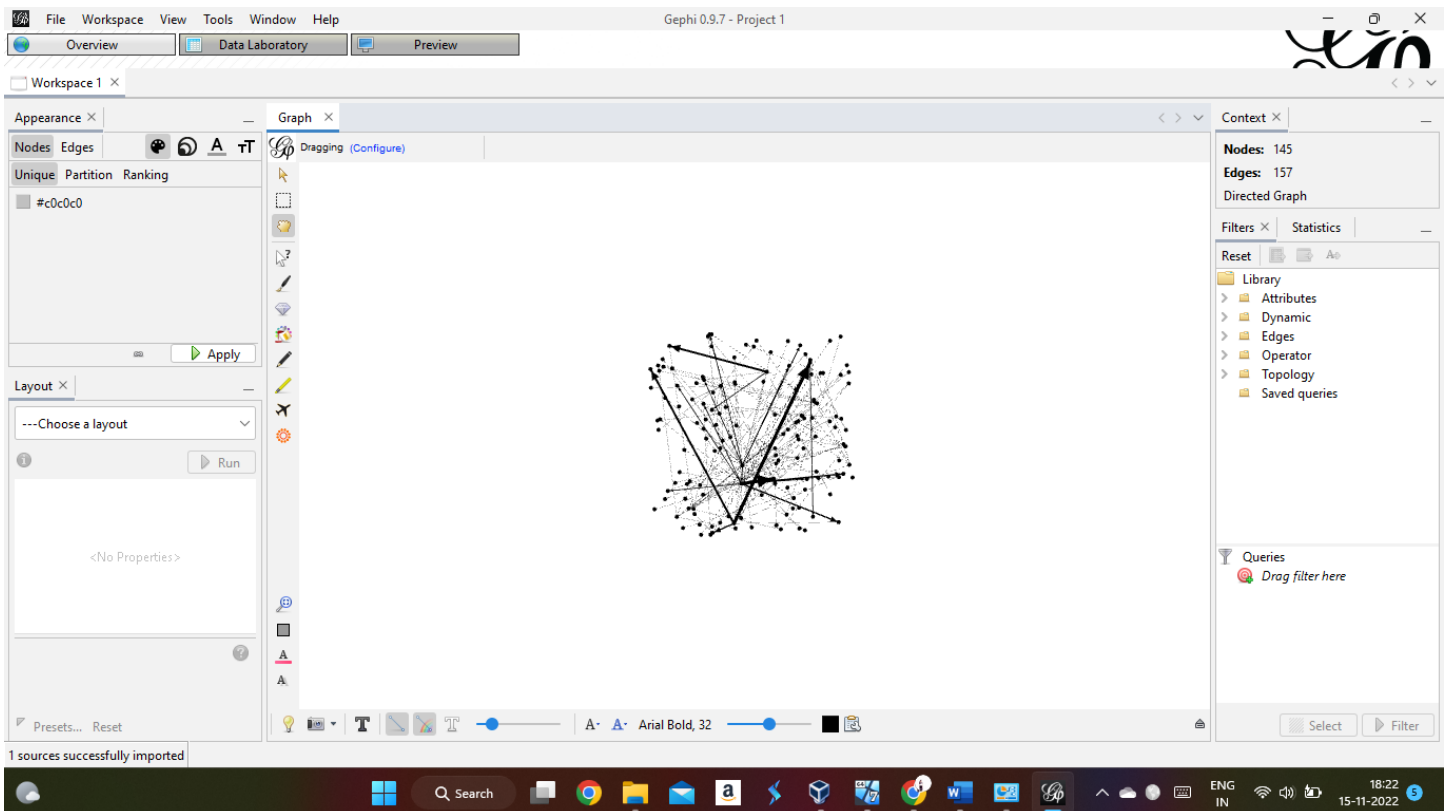 File Workspace View Tools Window Help Gephi 0.9.7 - Project 1
Overview Data Laboratory Preview
Workspace 1
Appearance
Nodes Edges
Unique Partition Ranking
#c0c0c0
Apply
Layout
---Choose a layout
Run
<No Properties>
Presets... Reset
Graph
Dragging (Configure)
A- A- Arial Bold, 32
Context
Nodes: 145
Edges: 157
Directed Graph
Filters Statistics
Reset
Library
Attributes
Dynamic
Edges
Operator
Topology
Saved queries
Queries
Drag filter here
Select Filter
1 sources successfully imported
Search
ENG
IN
18:22
15-11-2022
5